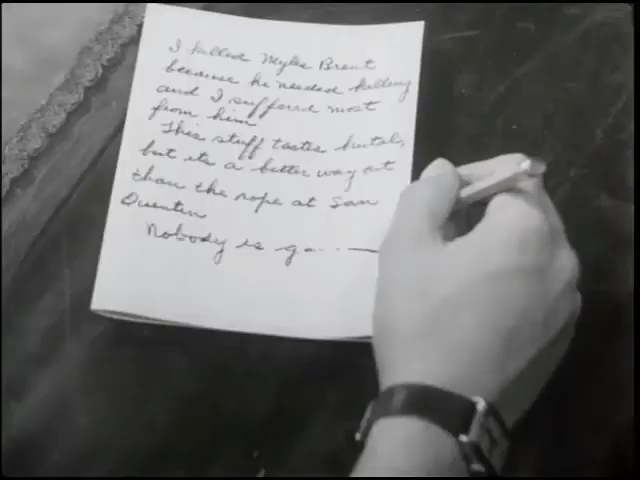 I killed Myles Brent
because he needed killing
and I suffered most
from him
This stuff tastes brutal,
but its a better way out
than the rope at San
Quentin
Nobody is g